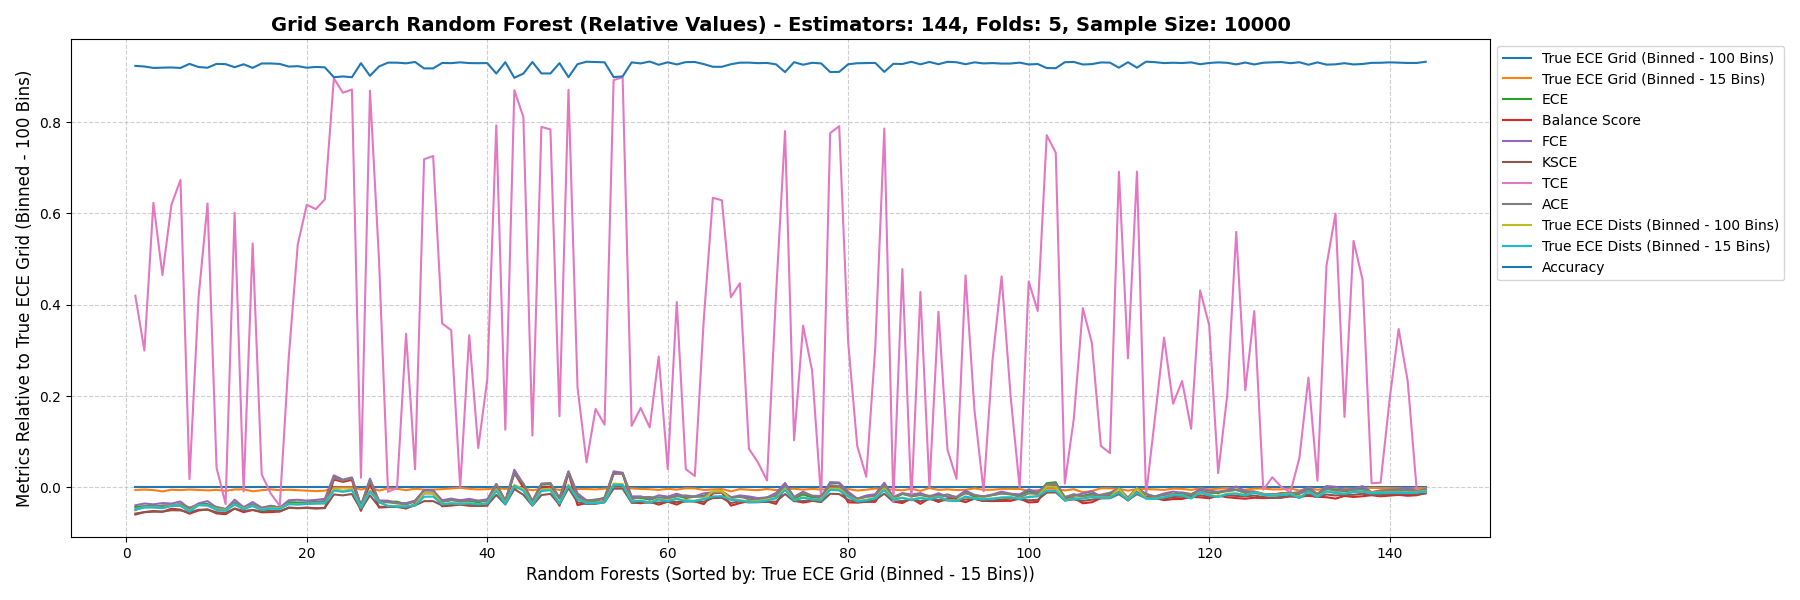 Grid Search Random Forest (Relative Values) - Estimators: 144, Folds: 5, Sample Size: 10000
Metrics Relative to True ECE Grid (Binned - 100 Bins)
0.8
0.6
0.4
0.2
0.0
0 20 40 60 80 100 120 140
Random Forests (Sorted by: True ECE Grid (Binned - 15 Bins))
True ECE Grid (Binned - 100 Bins)
True ECE Grid (Binned - 15 Bins)
ECE
Balance Score
FCE
KSCE
TCE
ACE
True ECE Dists (Binned - 100 Bins)
True ECE Dists (Binned - 15 Bins)
Accuracy